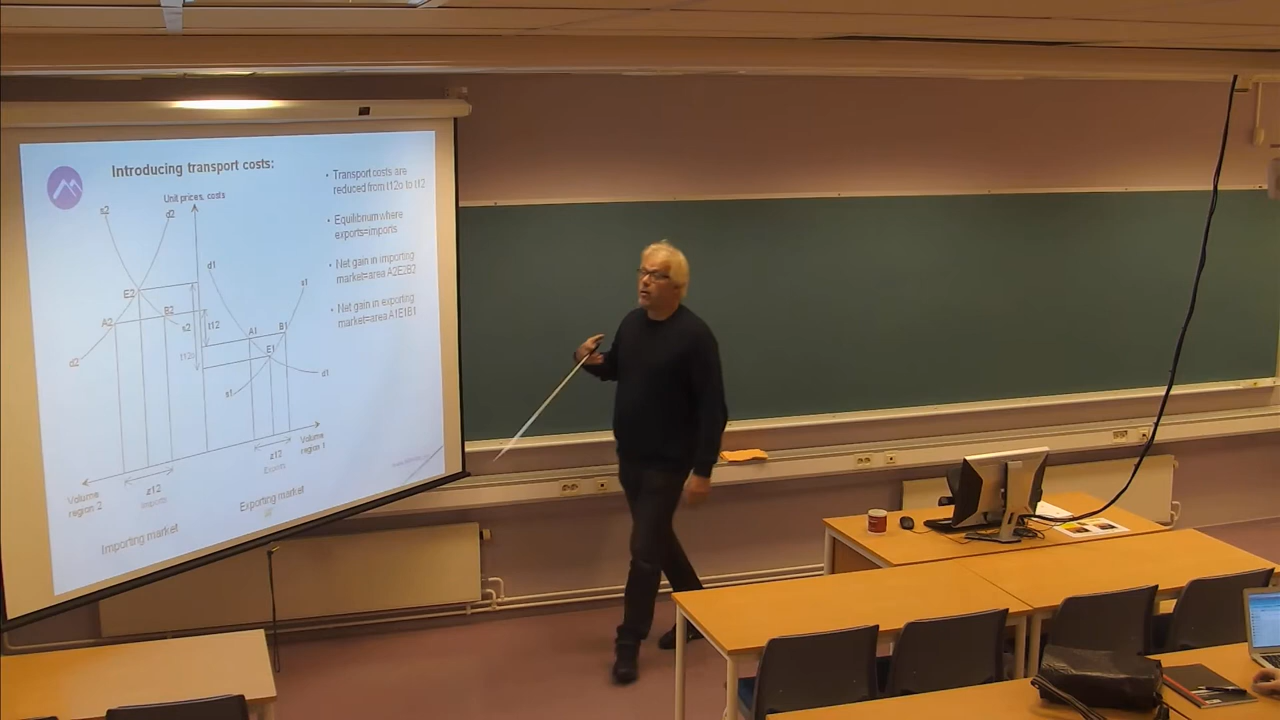 Introducing transport costs:
Transport costs are
reduced from t12o to t12
Equilibrium where
exports=imports
Net gain in importing
market=area A2E2B2
Net gain in exporting
market=area A1E1B1
Unit prices, costs
s2
d2
d1
s1
E2
B2
A2
s2
t12
A1
B1
t12o
E1
d2
s1
d1
Volume
region 1
z12
Exports
Volume
region 2
z12
Imports
Exporting market
Importing market